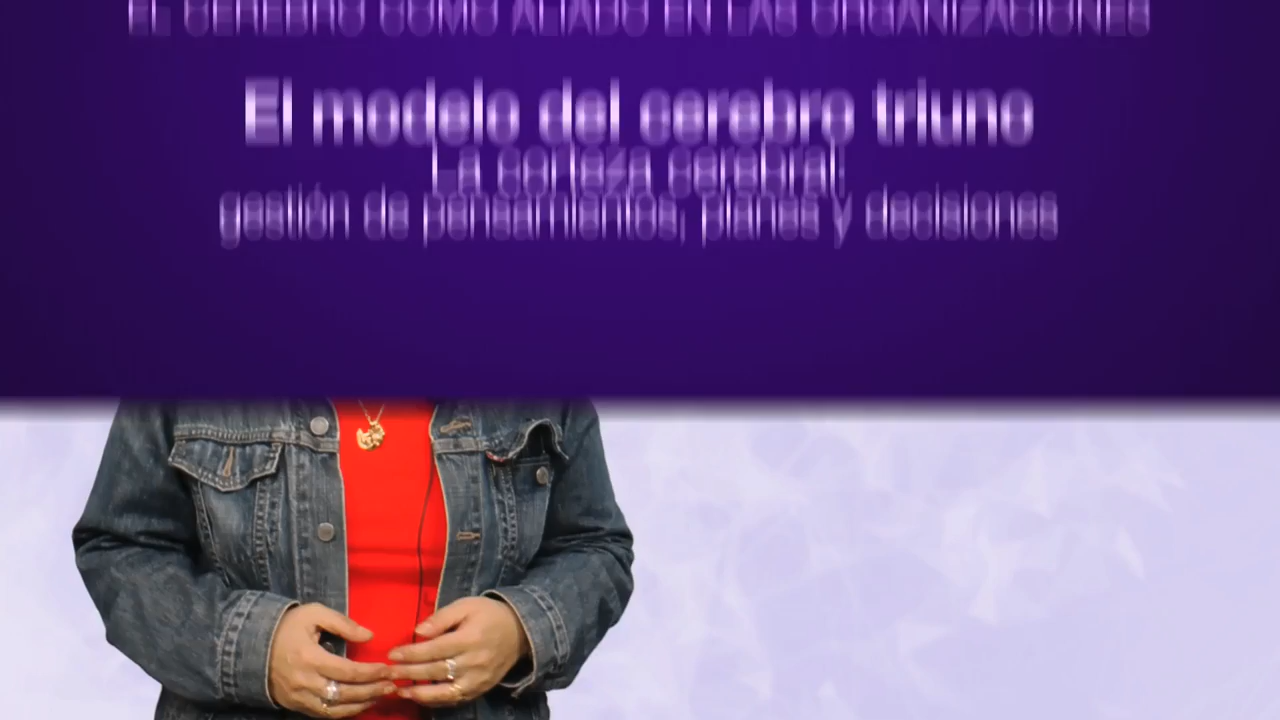 EL CEREBRO COMO ALIADO EN LAS ORGANIZACIONES
El modelo del cerebro triuno
La corteza cerebral:
gestión de pensamientos, planes y decisiones